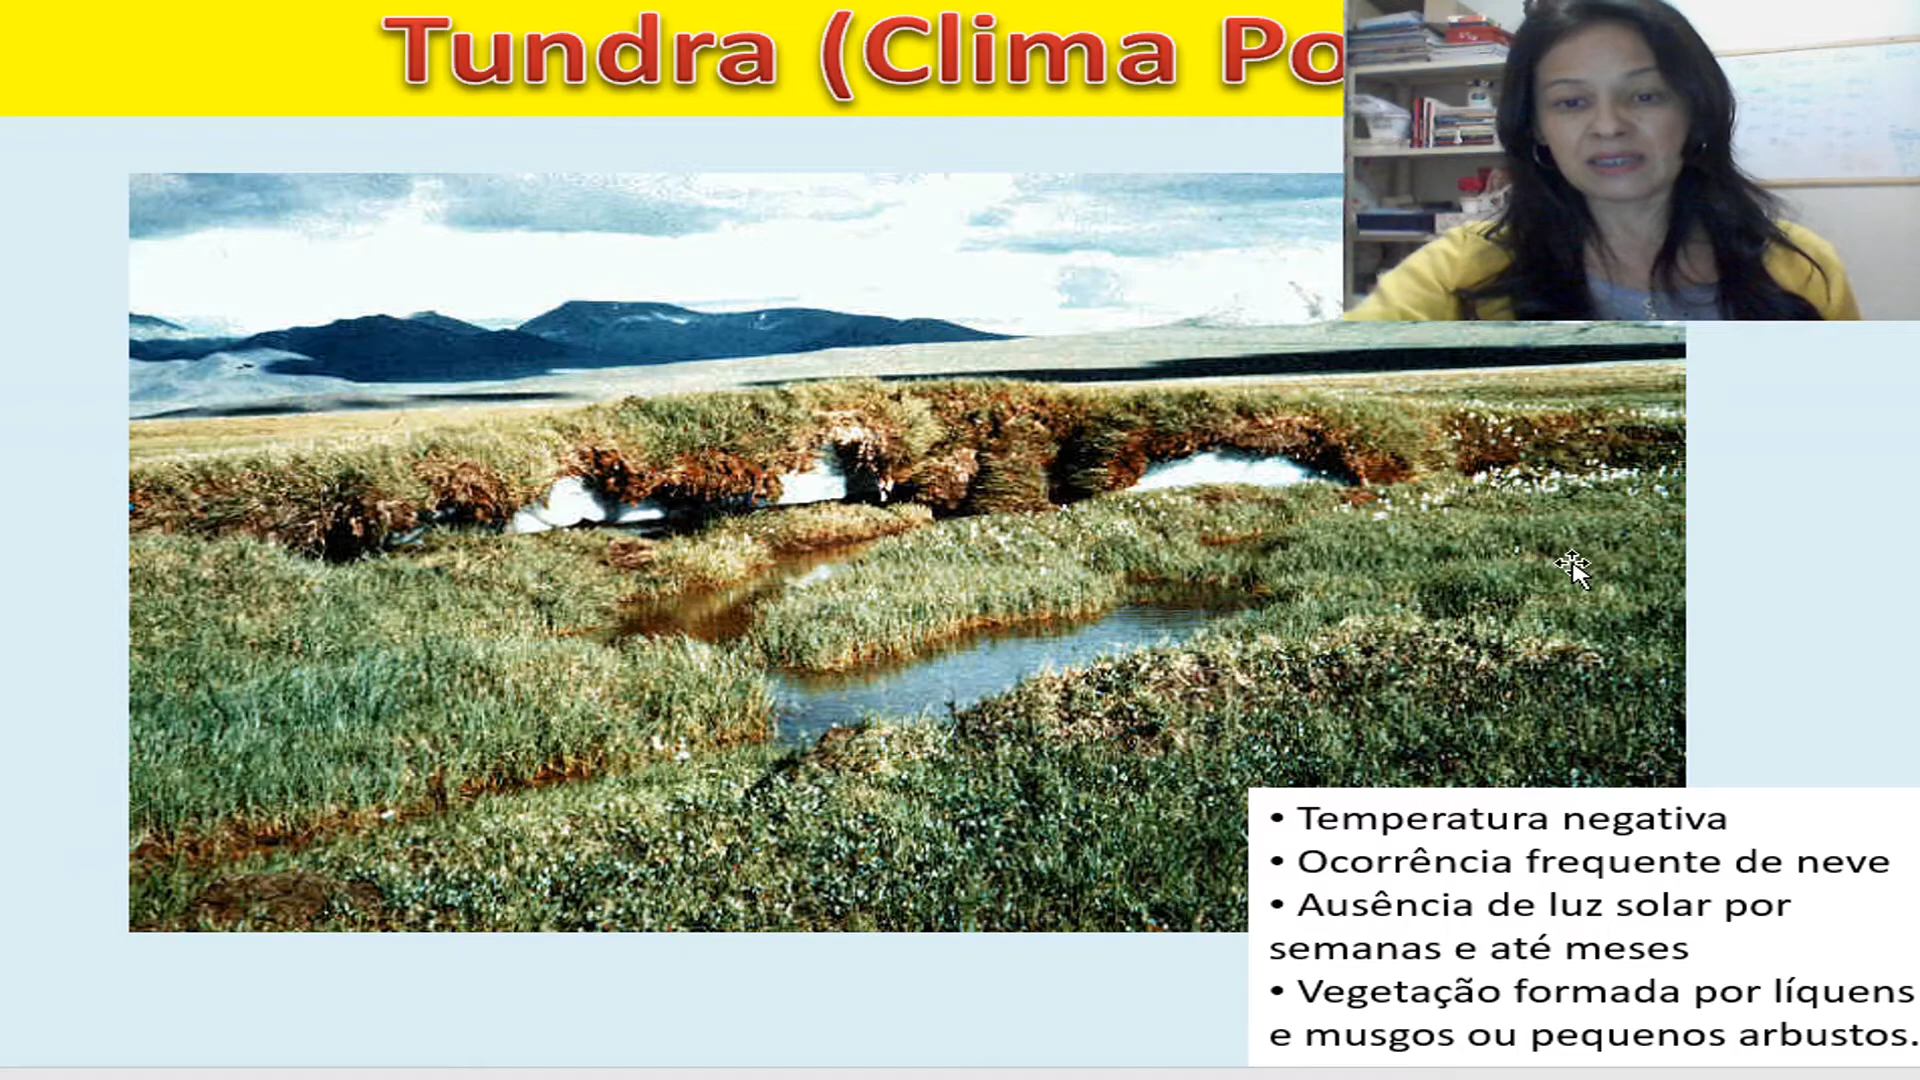 Tundra (Clima Po
• Temperatura negativa
• Ocorrência frequente de neve
• Ausência de luz solar por
semanas e até meses
• Vegetação formada por líquens
e musgos ou pequenos arbustos.